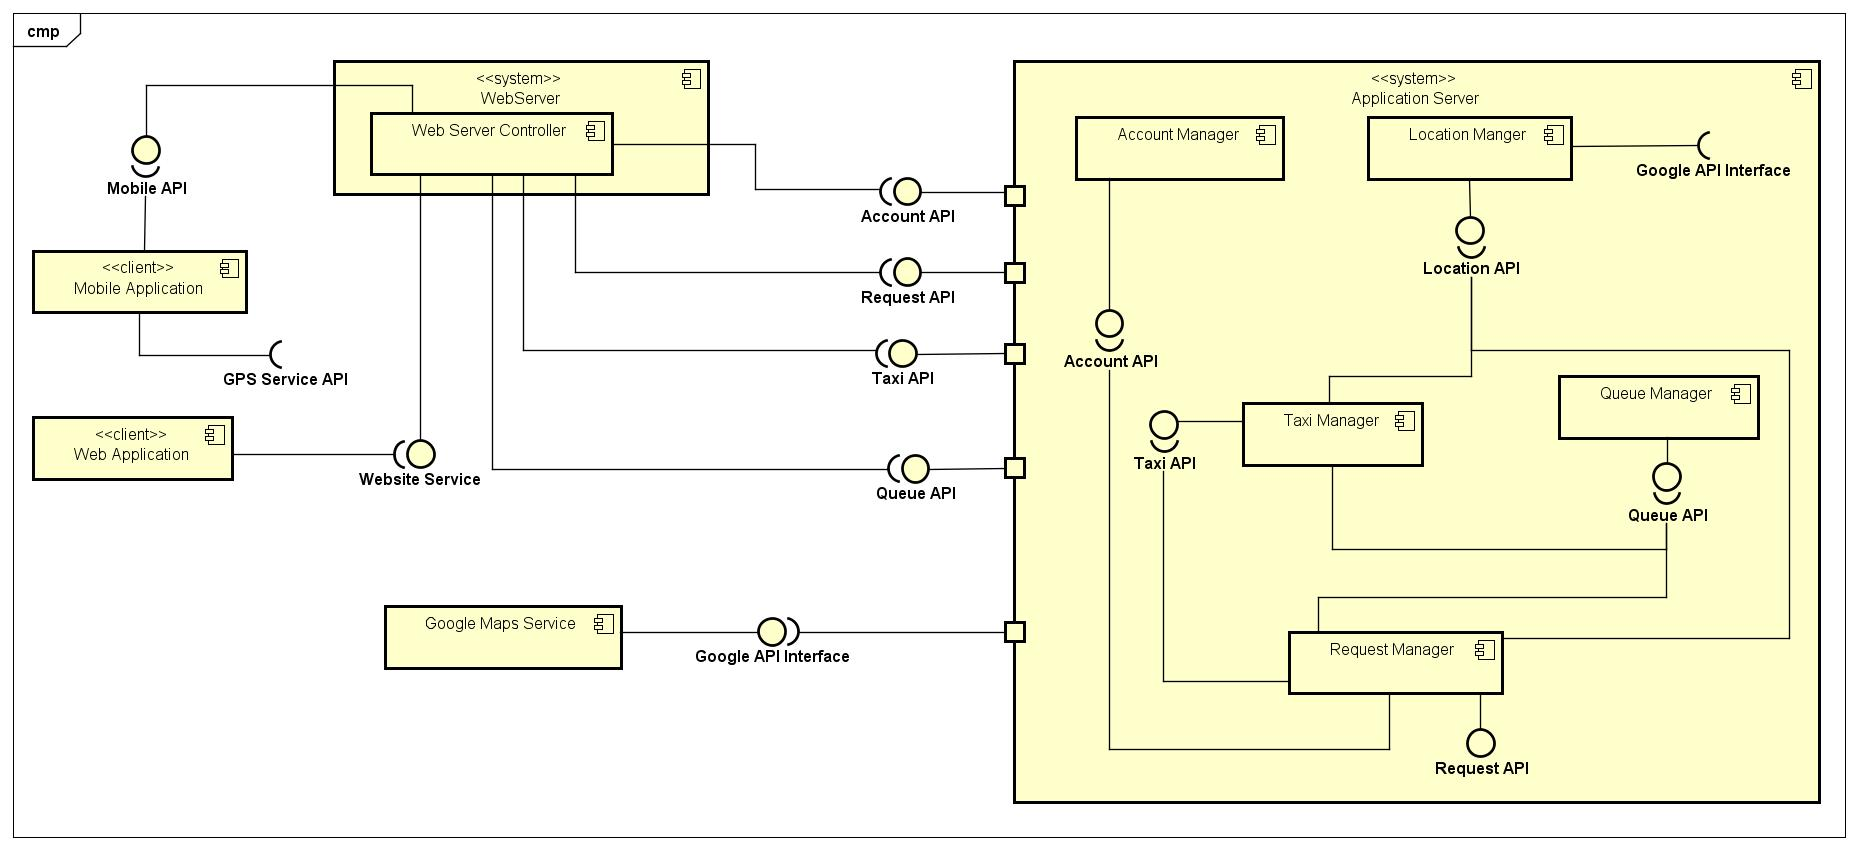 cmp
<<system>>
WebServer
Web Server Controller
Mobile API
<<client>>
Mobile Application
GPS Service API
<<client>>
Web Application
Website Service
Account API
Request API
Taxi API
Queue API
Google Maps Service
Google API Interface
<<system>>
Application Server
Account Manager
Location Manger
Google API Interface
Location API
Account API
Taxi Manager
Queue Manager
Taxi API
Queue API
Request Manager
Request API